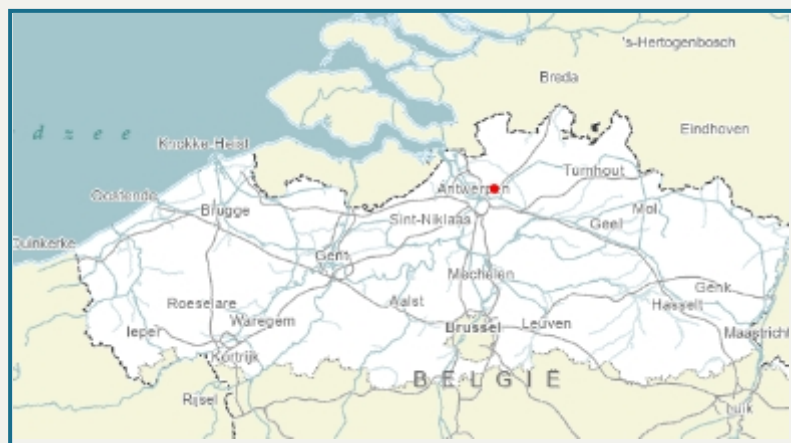 's-Hertogenbosch
Breda
Eindhoven
d z e e
Knokke-Heist
Turnhout
Antwerpen
Oostende
Brugge
Mol
Sint-Niklaas
Geel
Duinkerke
Gent
Mechelen
Genk
Roeselare
Aalst
Hasselt
Waregem
Ieper
Brussel
Leuven
Maastricht
Kortrijk
BELGIË
Rijsel
Luik